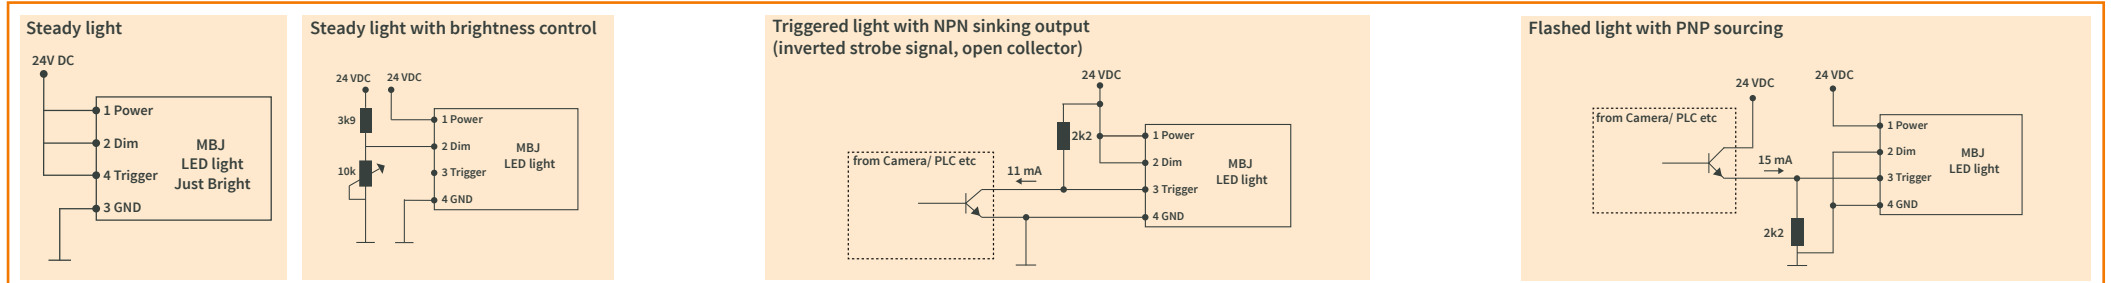 Steady light
24V DC
1 Power
2 Dim
4 Trigger
3 GND
MBJ
LED light
Just Bright
Steady light with brightness control
24 VDC
24 VDC
3k9
10k
1 Power
2 Dim
3 Trigger
4 GND
MBJ
LED light
Triggered light with NPN sinking output
(inverted strobe signal, open collector)
24 VDC
2k2
from Camera/ PLC etc
11 mA
1 Power
2 Dim
3 Trigger
4 GND
MBJ
LED light
Flashed light with PNP sourcing
24 VDC
24 VDC
from Camera/ PLC etc
15 mA
2k2
1 Power
2 Dim
3 Trigger
4 GND
MBJ
LED light